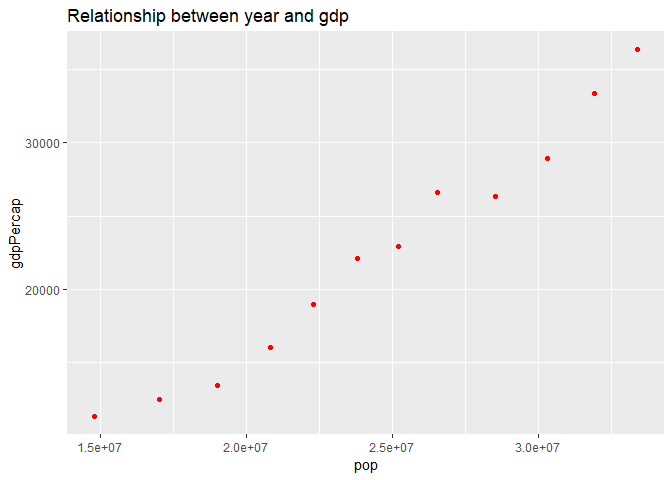 Relationship between year and gdp
gdpPercap
30000
20000
1.5e+07 2.0e+07 2.5e+07 3.0e+07
pop